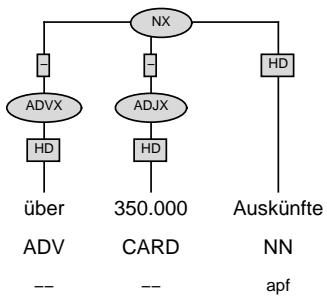 NX
– – HD
ADVX ADJX
HD HD
über 350.000 Auskünfte
ADV CARD NN
–– –– apf